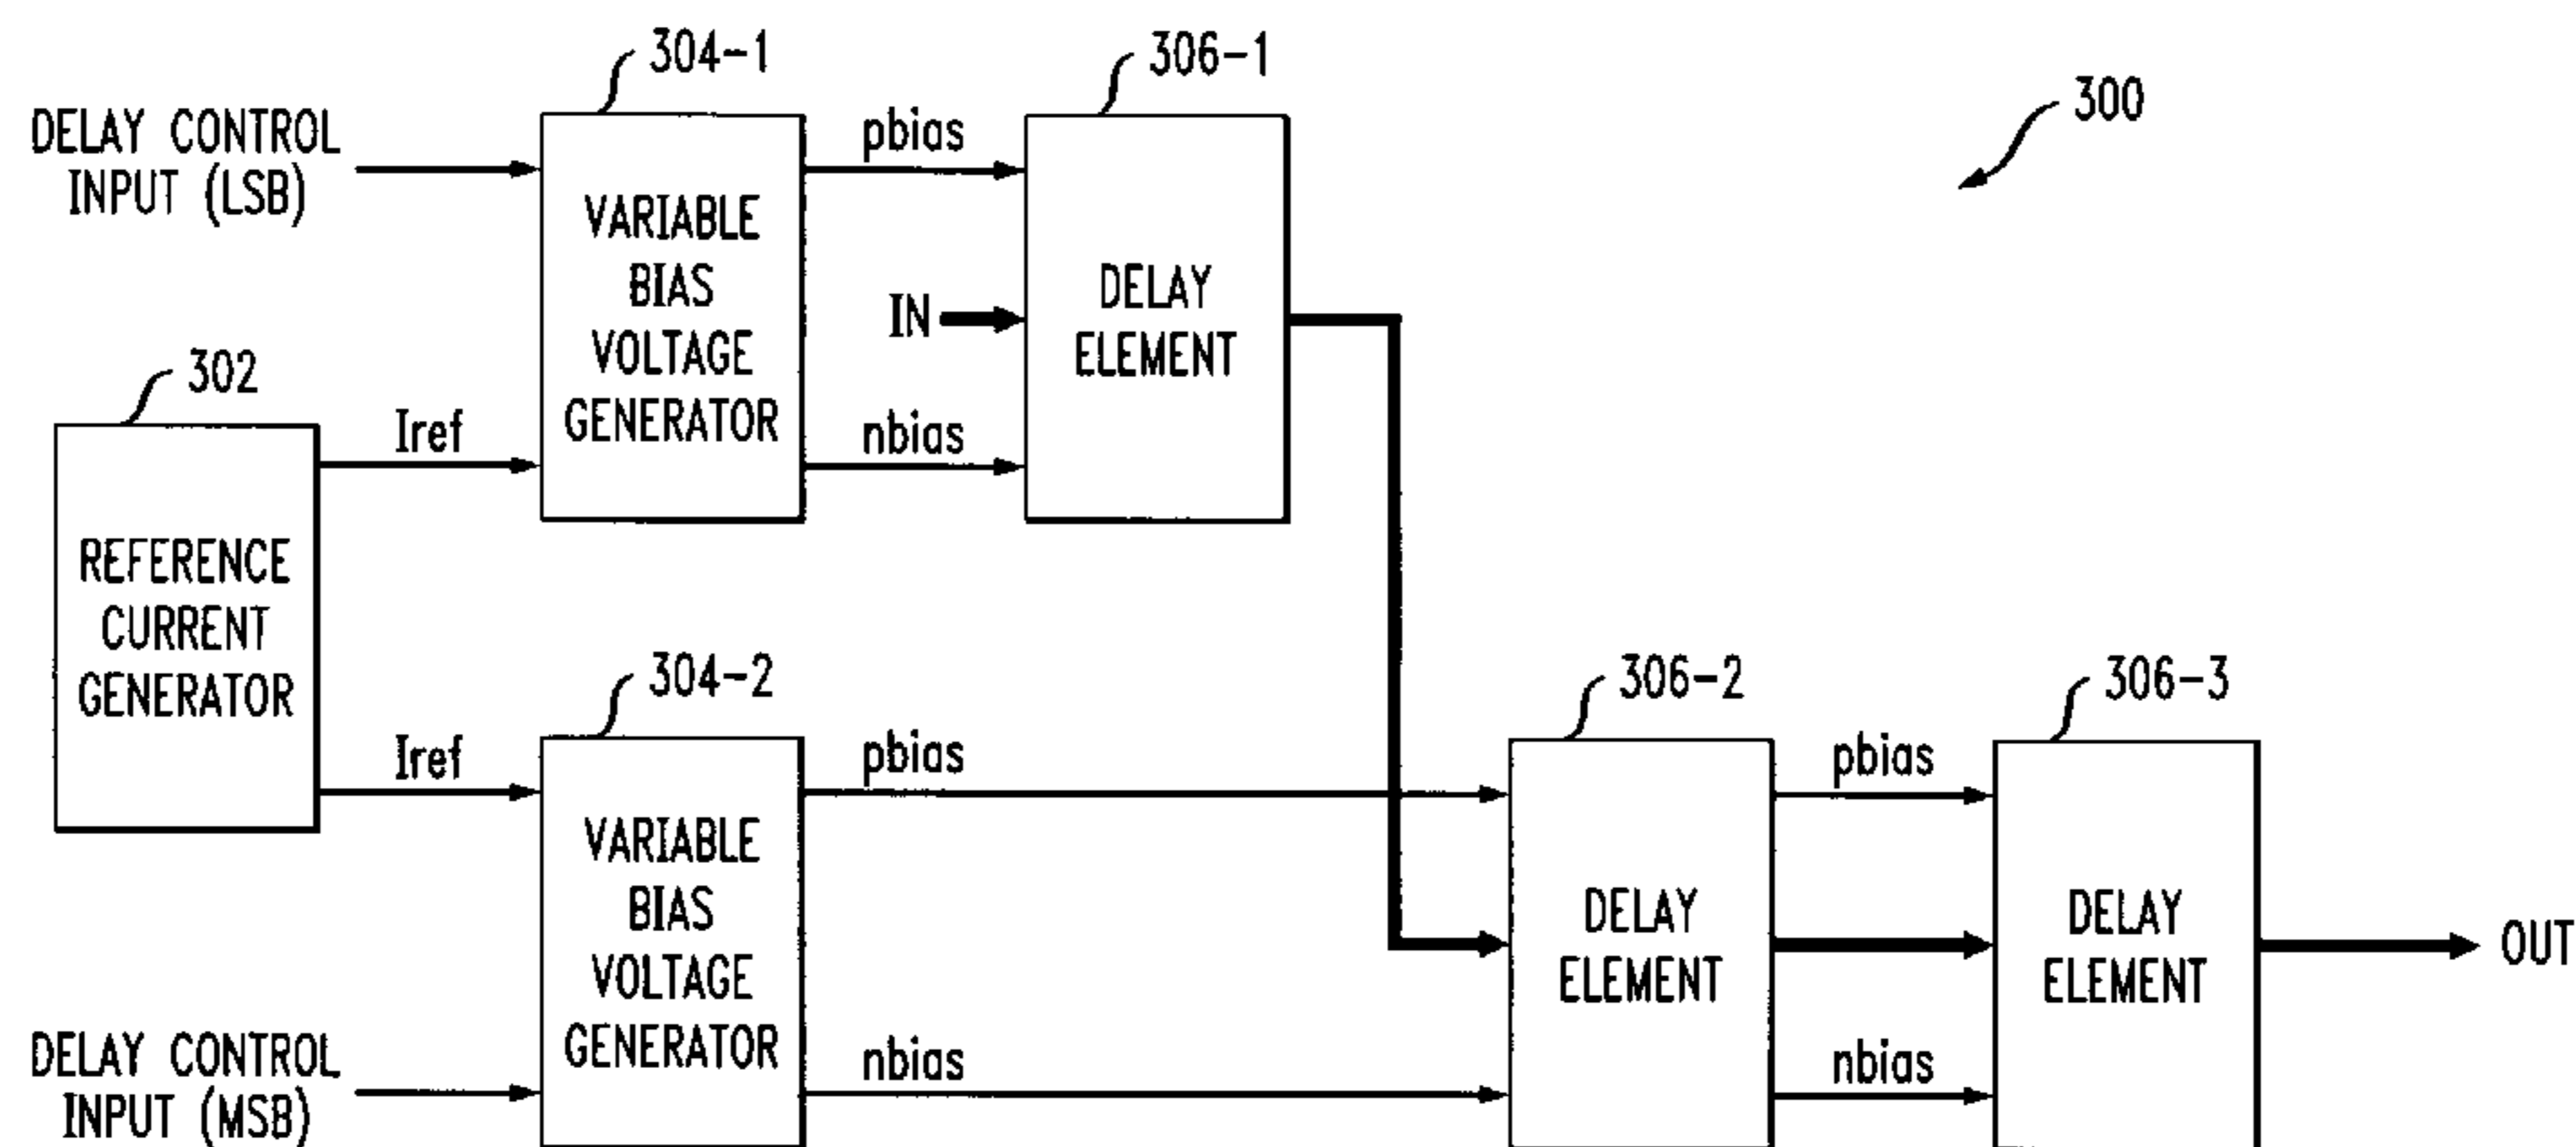 304-1
306-1
300
DELAY CONTROL
INPUT (LSB)
pbias
VARIABLE
BIAS
VOLTAGE
GENERATOR
IN
DELAY
ELEMENT
nbias
302
Iref
REFERENCE
CURRENT
GENERATOR
Iref
304-2
306-2
306-3
pbias
pbias
VARIABLE
BIAS
VOLTAGE
GENERATOR
DELAY
ELEMENT
DELAY
ELEMENT
OUT
DELAY CONTROL
INPUT (MSB)
nbias
nbias